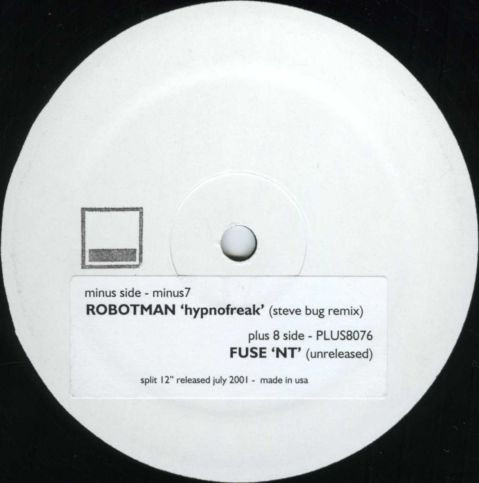 minus side - minus7
ROBOTMAN ‘hypnofreak’ (steve bug remix)
plus 8 side - PLUS8076
FUSE ‘NT’ (unreleased)
split 12" released july 2001 - made in usa